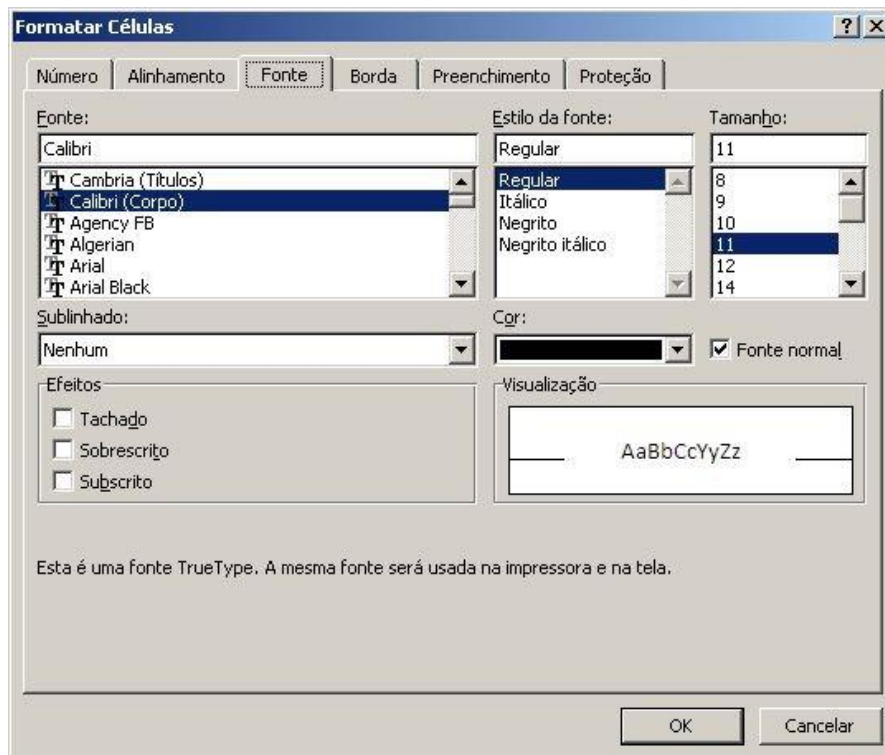 Formatar Células
Número Alinhamento Fonte Borda Preenchimento Proteção
Fonte: Estilo da fonte: Tamanho:
Calibri Regular 11
Cambria (Títulos) Regular 8
Calibri (Corpo) Itálico 9
Agency FB Negrito 10
Algerian Negrito itálico 11
Arial 12
Arial Black 14
Sublinhado: Cor:
Nenhum Fonte normal
Efeitos Visualização
Tachado
Sobrescrito AaBbCcYyZz
Subscrito
Esta é uma fonte TrueType. A mesma fonte será usada na impressora e na tela.
OK Cancelar